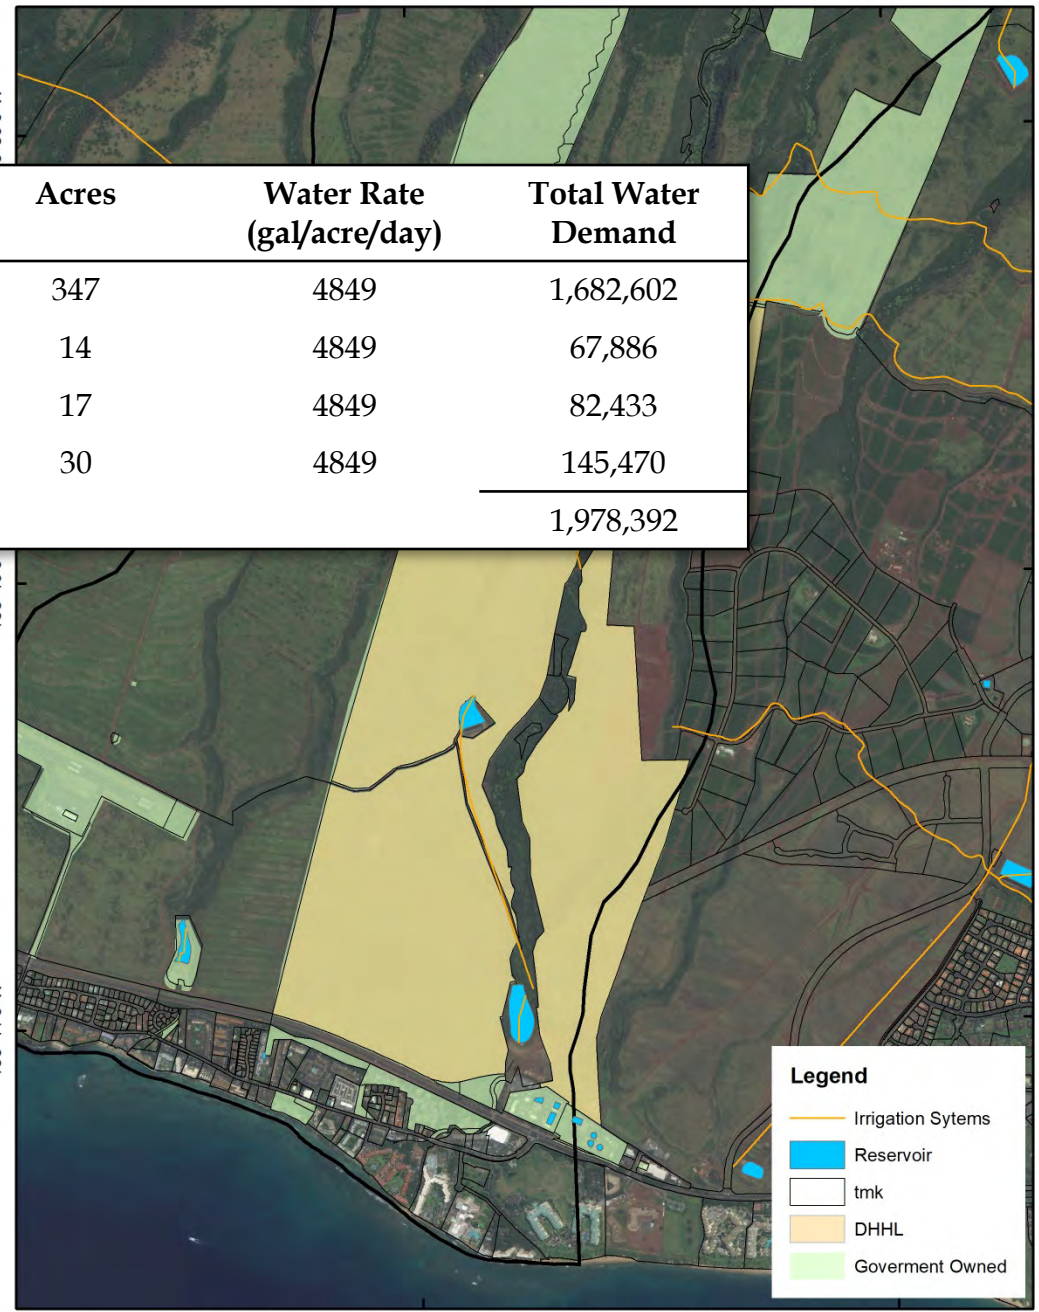 Acres Water Rate (gal/acre/day) Total Water Demand
347 4849 1,682,602
14 4849 67,886
17 4849 82,433
30 4849 145,470
1,978,392
Legend
Irrigation Sytems
Reservoir
tmk
DHHL
Goverment Owned